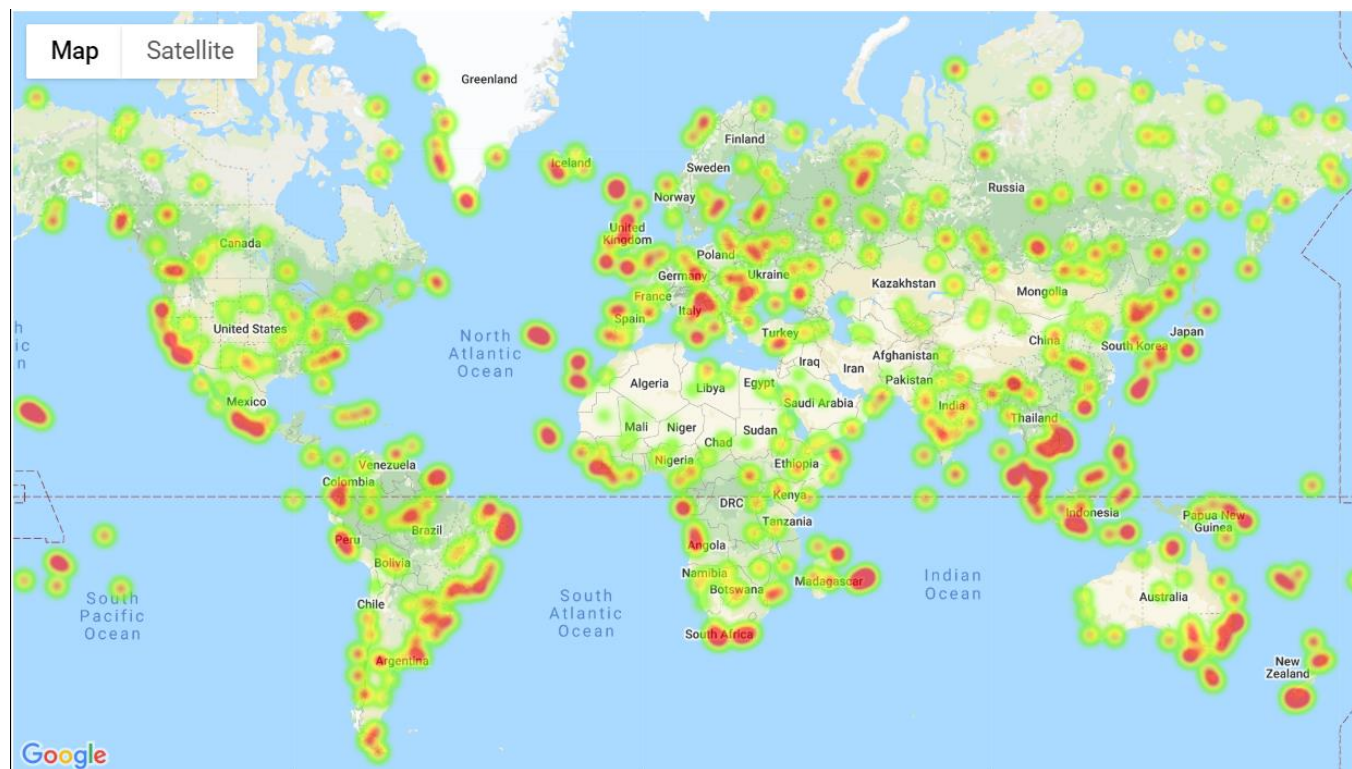 Map
Satellite
Greenland
Finland
Iceland
Sweden
Russia
Norway
United
Kingdom
Canada
Poland
Germany
Ukraine
Kazakhstan
Mongolia
France
Italy
Spain
United States
North
Atlantic
Ocean
Turkey
China
South Korea
Japan
h
ic
n
Iraq
Iran
Afghanistan
Pakistan
Algeria
Libya
Egypt
Saudi Arabia
Mexico
India
Thailand
Mali
Niger
Sudan
Chad
Nigeria
Ethiopia
Venezuela
Colombia
DRC
Kenya
Indonesia
Papua New
Guinea
Tanzania
Brazil
Peru
Angola
Bolivia
Namibia
Botswana
Madagascar
Indian
Ocean
Australia
South
Pacific
Ocean
Chile
South
Atlantic
Ocean
South Africa
Argentina
New
Zealand
Google